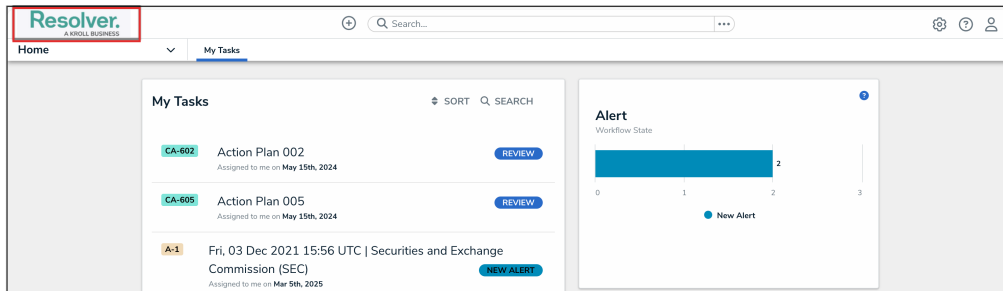 Resolver.
A KROLL BUSINESS
Search...
Home
My Tasks
My Tasks
SORT SEARCH
CA-602 Action Plan 002 REVIEW
Assigned to me on May 15th, 2024
CA-605 Action Plan 005 REVIEW
Assigned to me on May 15th, 2024
A-1 Fri, 03 Dec 2021 15:56 UTC | Securities and Exchange
Commission (SEC) NEW ALERT
Assigned to me on Mar 5th, 2025
Alert
Workflow State
2
0 1 2 3
New Alert